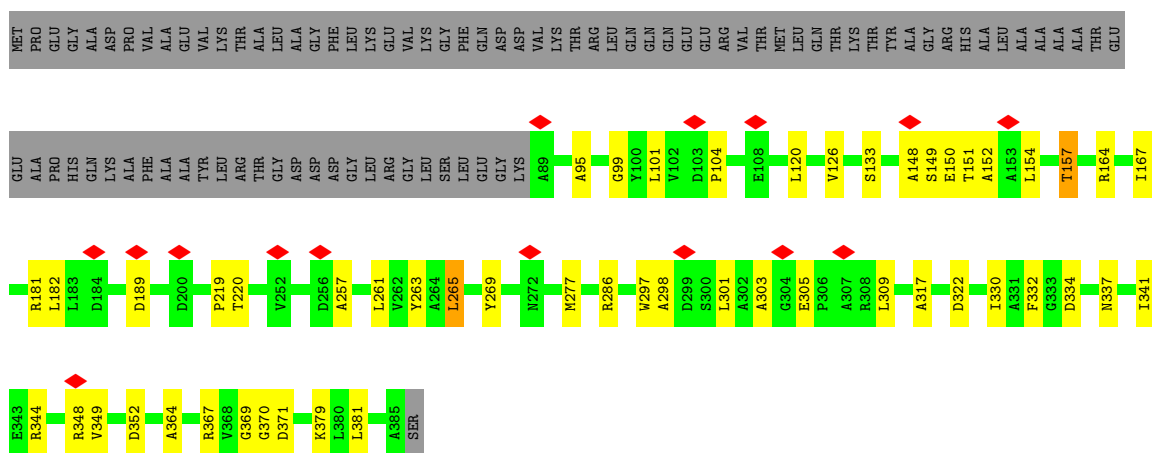 MET PRO GLU GLY ALA ASP PRO VAL ALA GLU VAL LYS THR ALA LEU ALA GLY PHE LEU LYS GLU VAL LYS GLY PHE GLN ASP ASP VAL LYS THR ARG LEU GLN GLN GLN GLU GLU ARG VAL THR MET LEU GLN THR LYS THR TYR ALA GLY ARG HIS ALA LEU ALA ALA ALA ALA THR GLU
GLU ALA PRO HIS GLN LYS ALA PHE ALA ALA TYR LEU ARG THR GLY ASP ASP ASP GLY LEU ARG GLY LEU SER LEU GLU GLY LYS A89 A95 G99 Y100 L101 V102 D103 P104 E108 L120 V126 S133 A148 S149 E150 T151 A152 A153 L154 T157 R164 I167
R181 L182 L183 D184 D189 D200 P219 T220 V252 D256 A257 L261 V262 Y263 A264 L265 Y269 N272 M277 R286 W297 A298 D299 S300 L301 A302 A303 G304 E305 P306 A307 R308 L309 A317 D322 I330 A331 F332 G333 D334 N337 I341
E343 R344 R348 V349 D352 A364 R367 V368 G369 G370 D371 K379 L380 L381 A385 SER